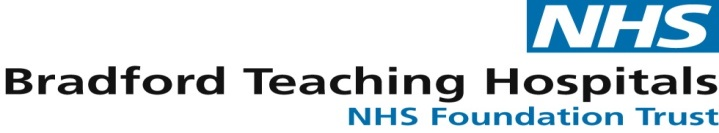 NHS
Bradford Teaching Hospitals
NHS Foundation Trust